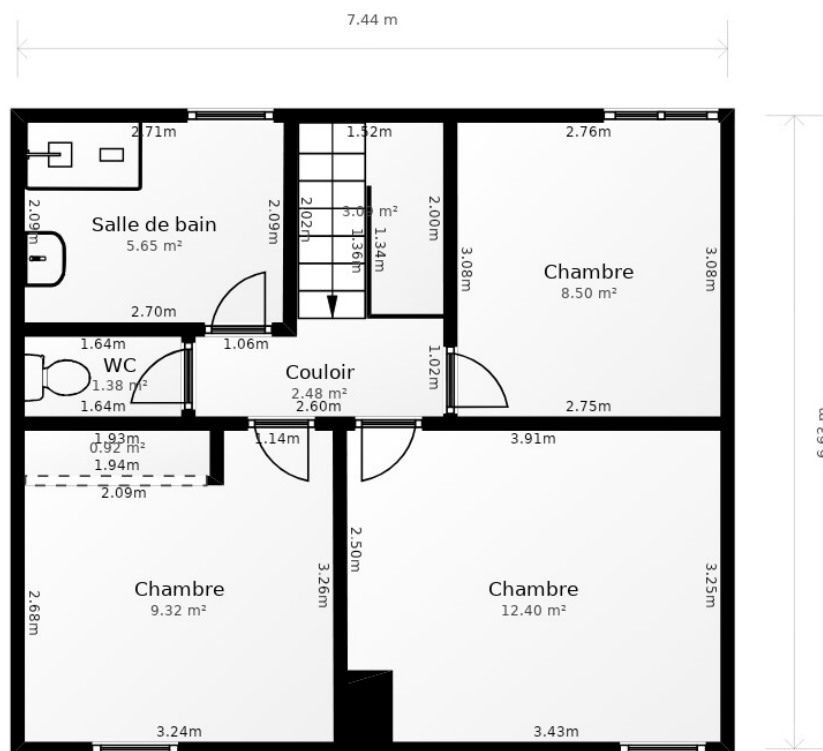 7.44 m
2.71m
1.52m
2.76m
2.09m
Salle de bain
5.65 m²
2.09m
2.02m
3.09 m²
1.36m
1.34m
2.00m
3.08m
Chambre
8.50 m²
3.08m
2.70m
1.64m
WC
1.38 m²
1.64m
1.06m
Couloir
2.48 m²
2.60m
1.02m
2.75m
1.93m
0.92 m²
1.94m
2.09m
1.14m
3.91m
2.50m
2.68m
Chambre
9.32 m²
3.26m
Chambre
12.40 m²
3.25m
3.24m
3.43m